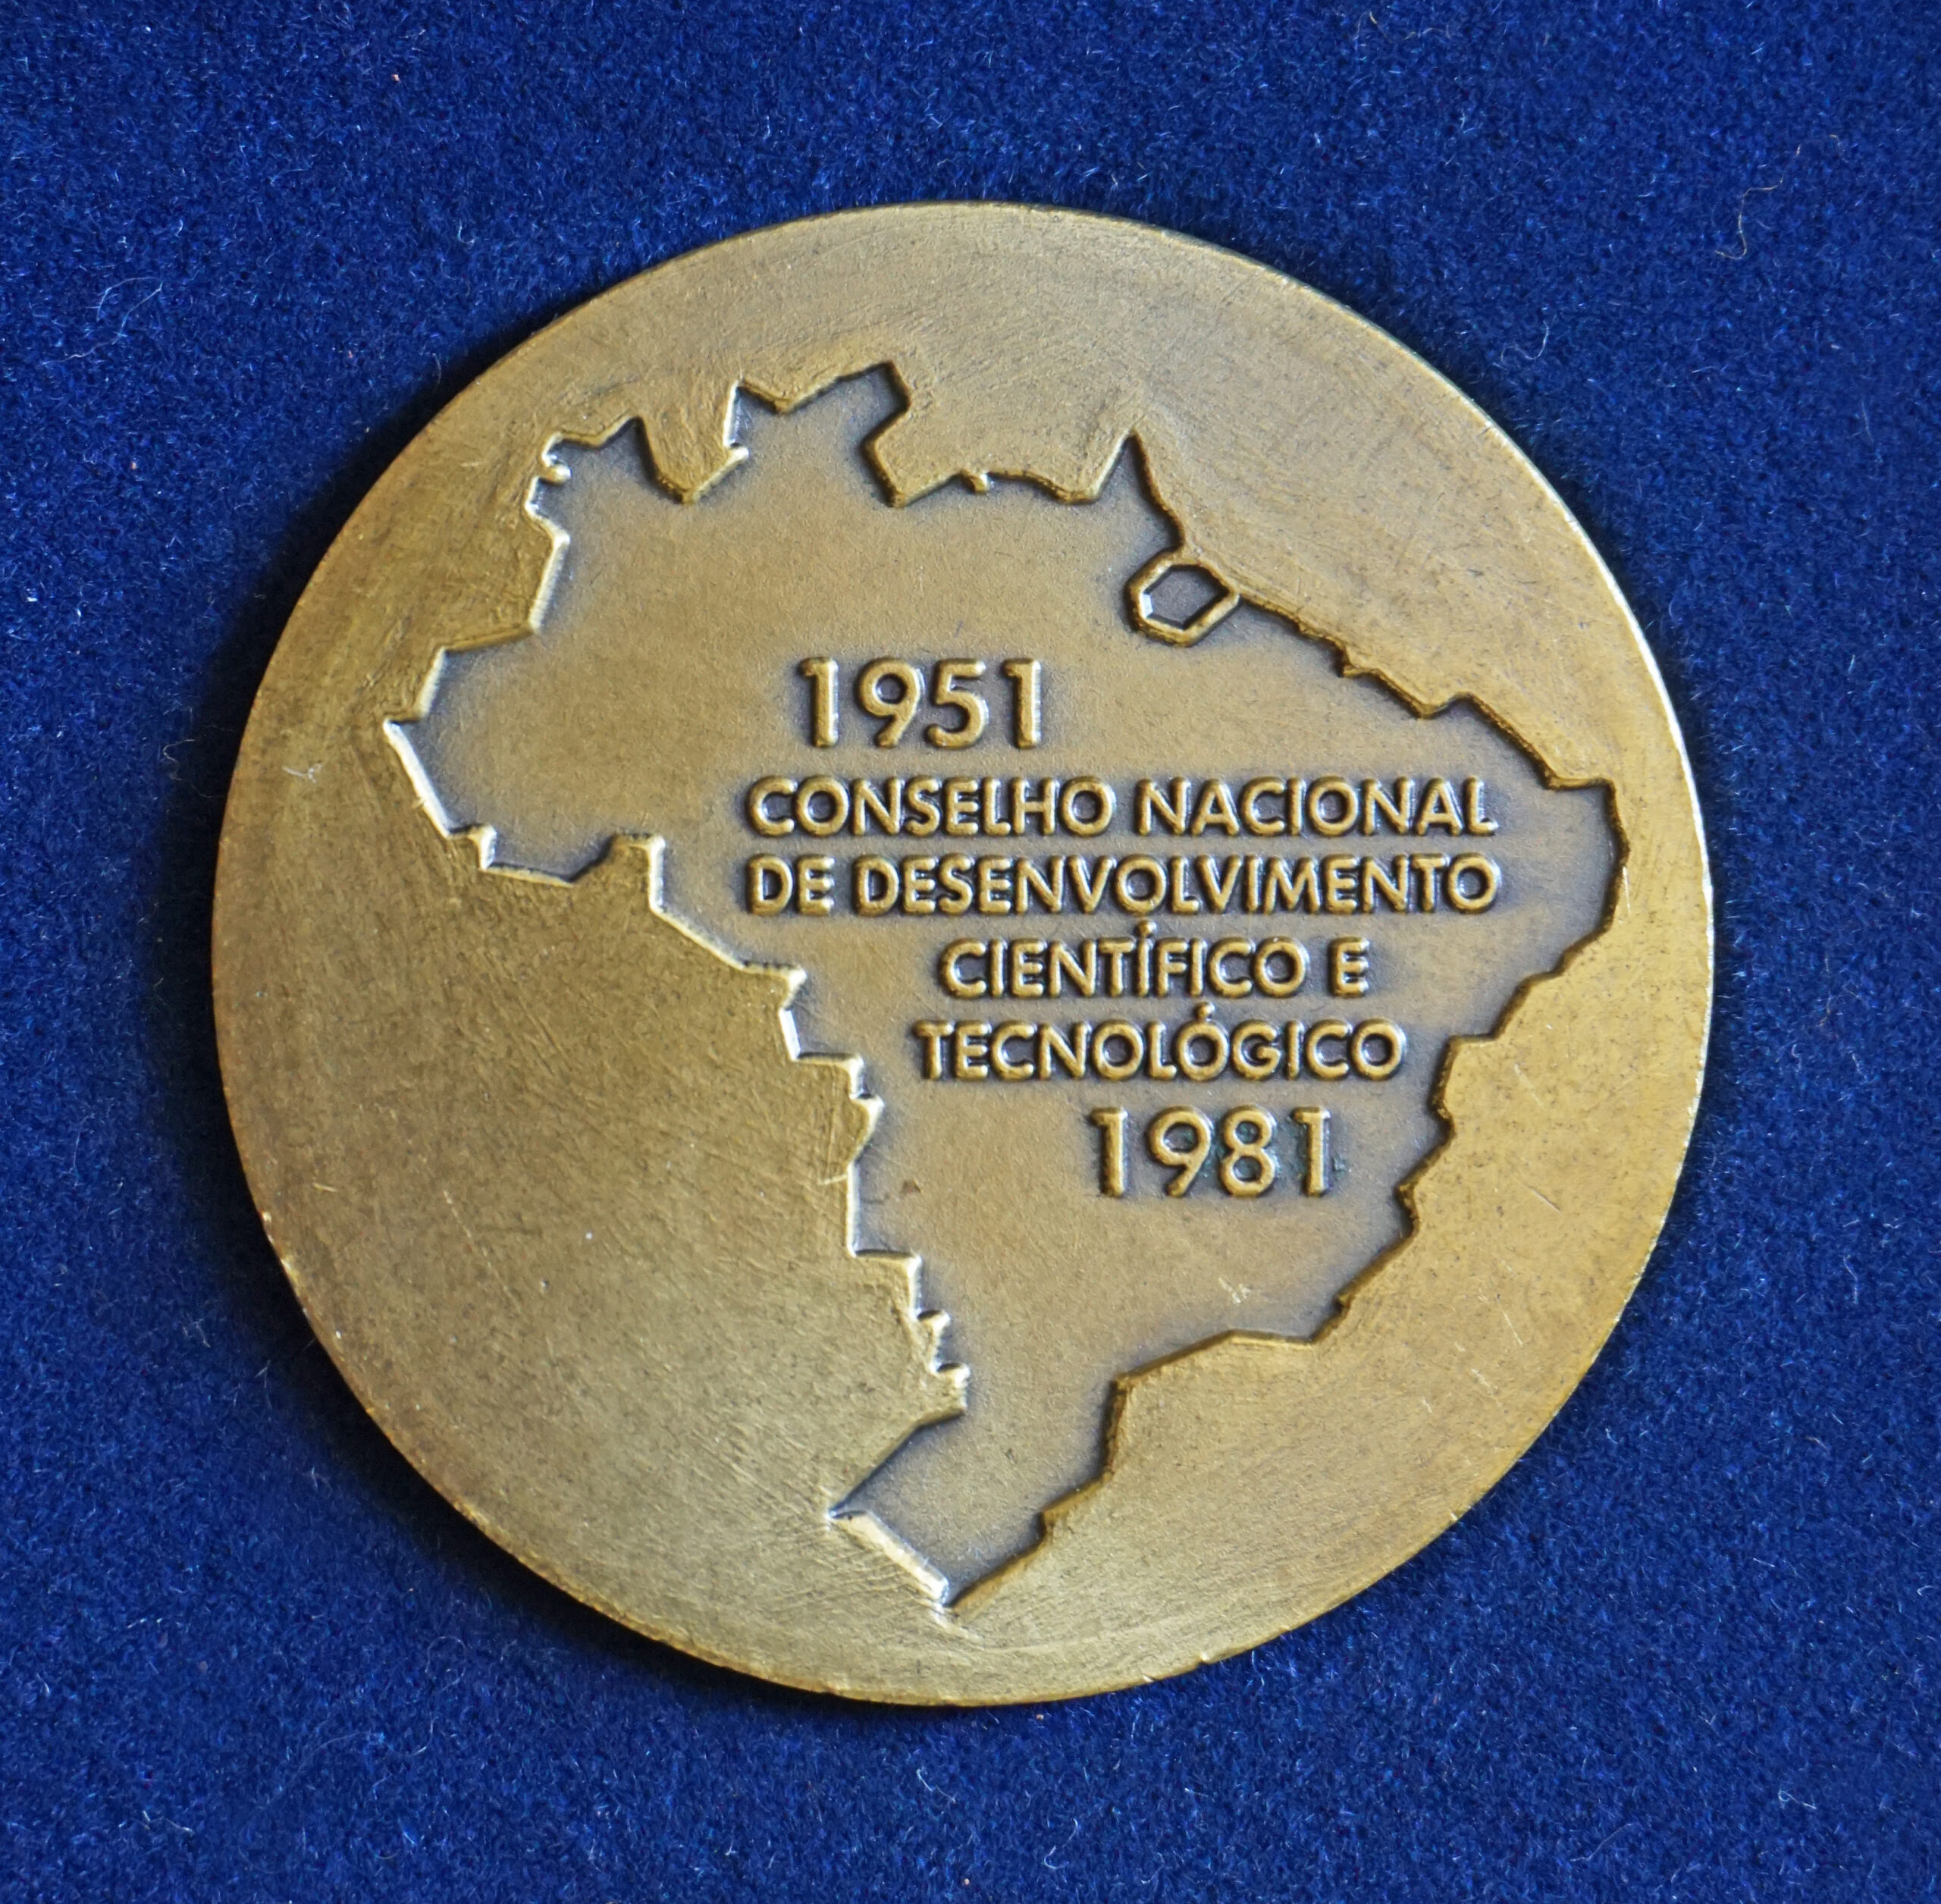 1951
CONSELHO NACIONAL
DE DESENVOLVIMENTO
CIENTÍFICO E
TECNOLÓGICO
1981